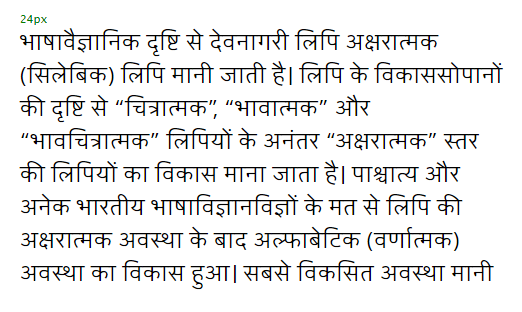 24px
भाषावैज्ञानिक दृष्टि से देवनागरी लिपि अक्षरात्मक
(सिलेबिक) लिपि मानी जाती है। लिपि के विकाससोपानों
की दृष्टि से “चित्रात्मक”, “भावात्मक” और
“भावचित्रात्मक” लिपियों के अनंतर “अक्षरात्मक” स्तर
की लिपियों का विकास माना जाता है। पाश्चात्य और
अनेक भारतीय भाषाविज्ञानविज्ञों के मत से लिपि की
अक्षरात्मक अवस्था के बाद अल्फाबेटिक (वर्णात्मक)
अवस्था का विकास हुआ। सबसे विकसित अवस्था मानी